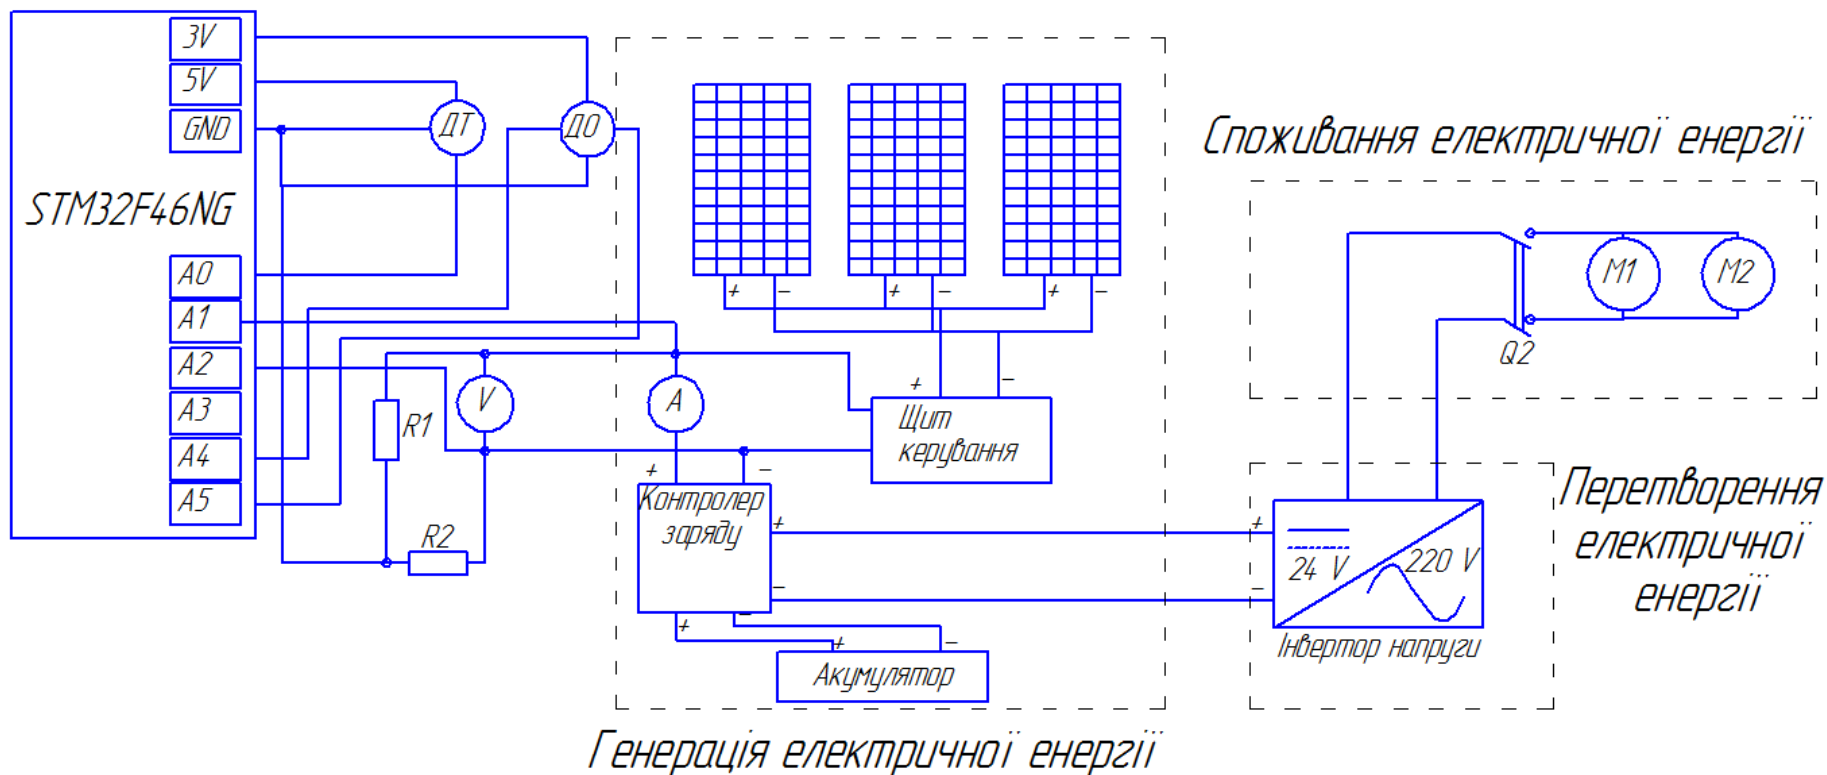 3V
5V
GND
STM32F46NG
A0
A1
A2
A3
A4
A5
ДТ
ДО
R1
V
R2
A
+ − + − + −
+ −
Щит
керування
+ −
Контролер
заряду
+
−
+ −
+ −
Акумулятор
Генерація електричної енергії
Споживання електричної енергії
M1
M2
Q2
+
−
24 V
220 V
Інвертор напруги
Перетворення
електричної
енергії